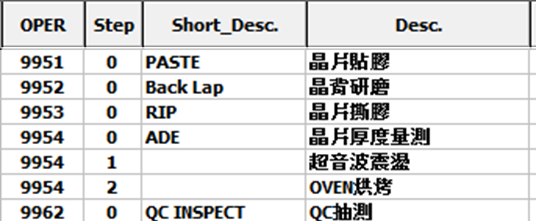 OPER Step Short_Desc. Desc.
9951 0 PASTE 晶片貼膠
9952 0 Back Lap 晶背研磨
9953 0 RIP 晶片撕膠
9954 0 ADE 晶片厚度量測
9954 1 超音波震盪
9954 2 OVEN烘烤
9962 0 QC INSPECT QC抽測